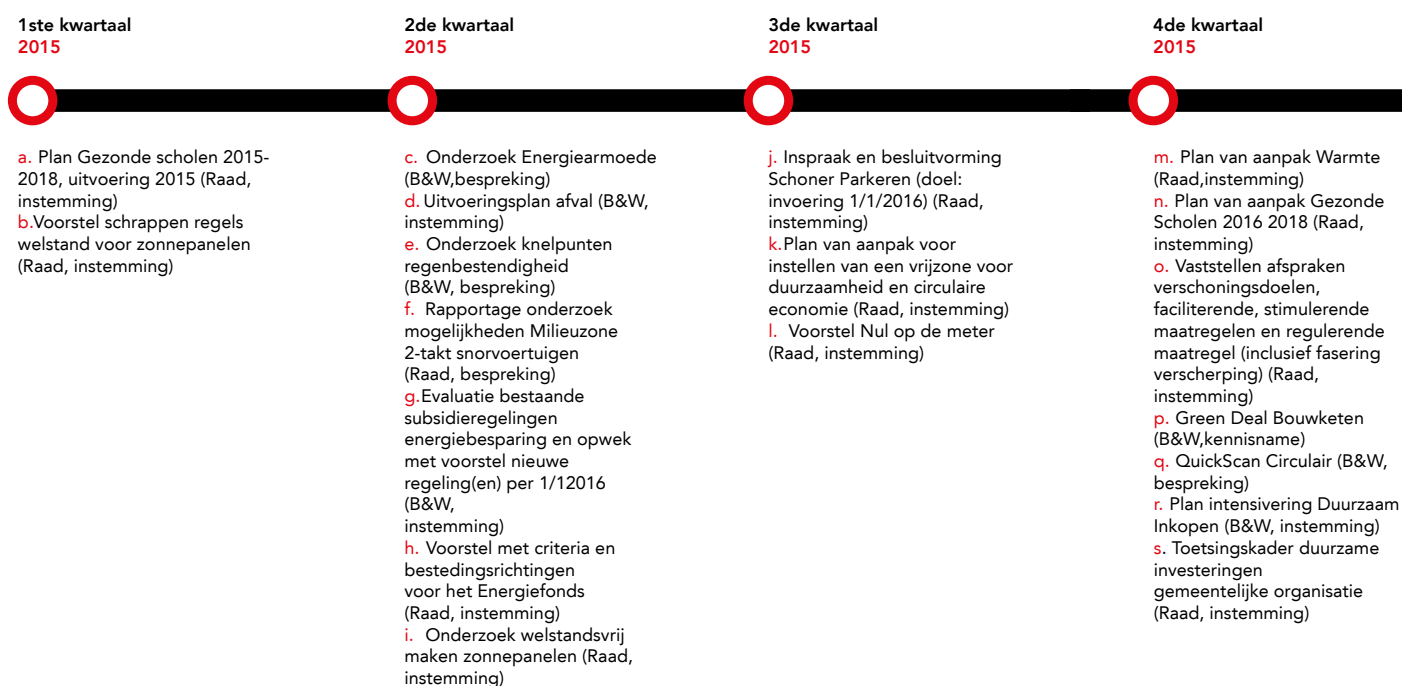 1ste kwartaal
2015
a. Plan Gezonde scholen 2015-
2018, uitvoering 2015 (Raad,
instemming)
b.Voorstel schrappen regels
welstand voor zonnepanelen
(Raad, instemming)
2de kwartaal
2015
c. Onderzoek Energiearmoede
(B&W,bespreking)
d. Uitvoeringsplan afval (B&W,
instemming)
e. Onderzoek knelpunten
regenbestendigheid
(B&W, bespreking)
f. Rapportage onderzoek
mogelijkheden Milieuzone
2-takt snorvoertuigen
(Raad, bespreking)
g.Evaluatie bestaande
subsidieregelingen
energiebesparing en opwek
met voorstel nieuwe
regeling(en) per 1/12016
(B&W,
instemming)
h. Voorstel met criteria en
bestedingsrichtingen
voor het Energiefonds
(Raad, instemming)
i. Onderzoek welstandsvrij
maken zonnepanelen (Raad,
instemming)
3de kwartaal
2015
j. Inspraak en besluitvorming
Schoner Parkeren (doel:
invoering 1/1/2016) (Raad,
instemming)
k.Plan van aanpak voor
instellen van een vrijzone voor
duurzaamheid en circulaire
economie (Raad, instemming)
l. Voorstel Nul op de meter
(Raad, instemming)
4de kwartaal
2015
m. Plan van aanpak Warmte
(Raad,instemming)
n. Plan van aanpak Gezonde
Scholen 2016 2018 (Raad,
instemming)
o. Vaststellen afspraken
verschoningsdoelen,
faciliterende, stimulerende
maatregelen en regulerende
maatregel (inclusief fasering
verscherping) (Raad,
instemming)
p. Green Deal Bouwketen
(B&W,kennisname)
q. QuickScan Circulair (B&W,
bespreking)
r. Plan intensivering Duurzaam
Inkopen (B&W, instemming)
s. Toetsingskader duurzame
investeringen
gemeentelijke organisatie
(Raad, instemming)